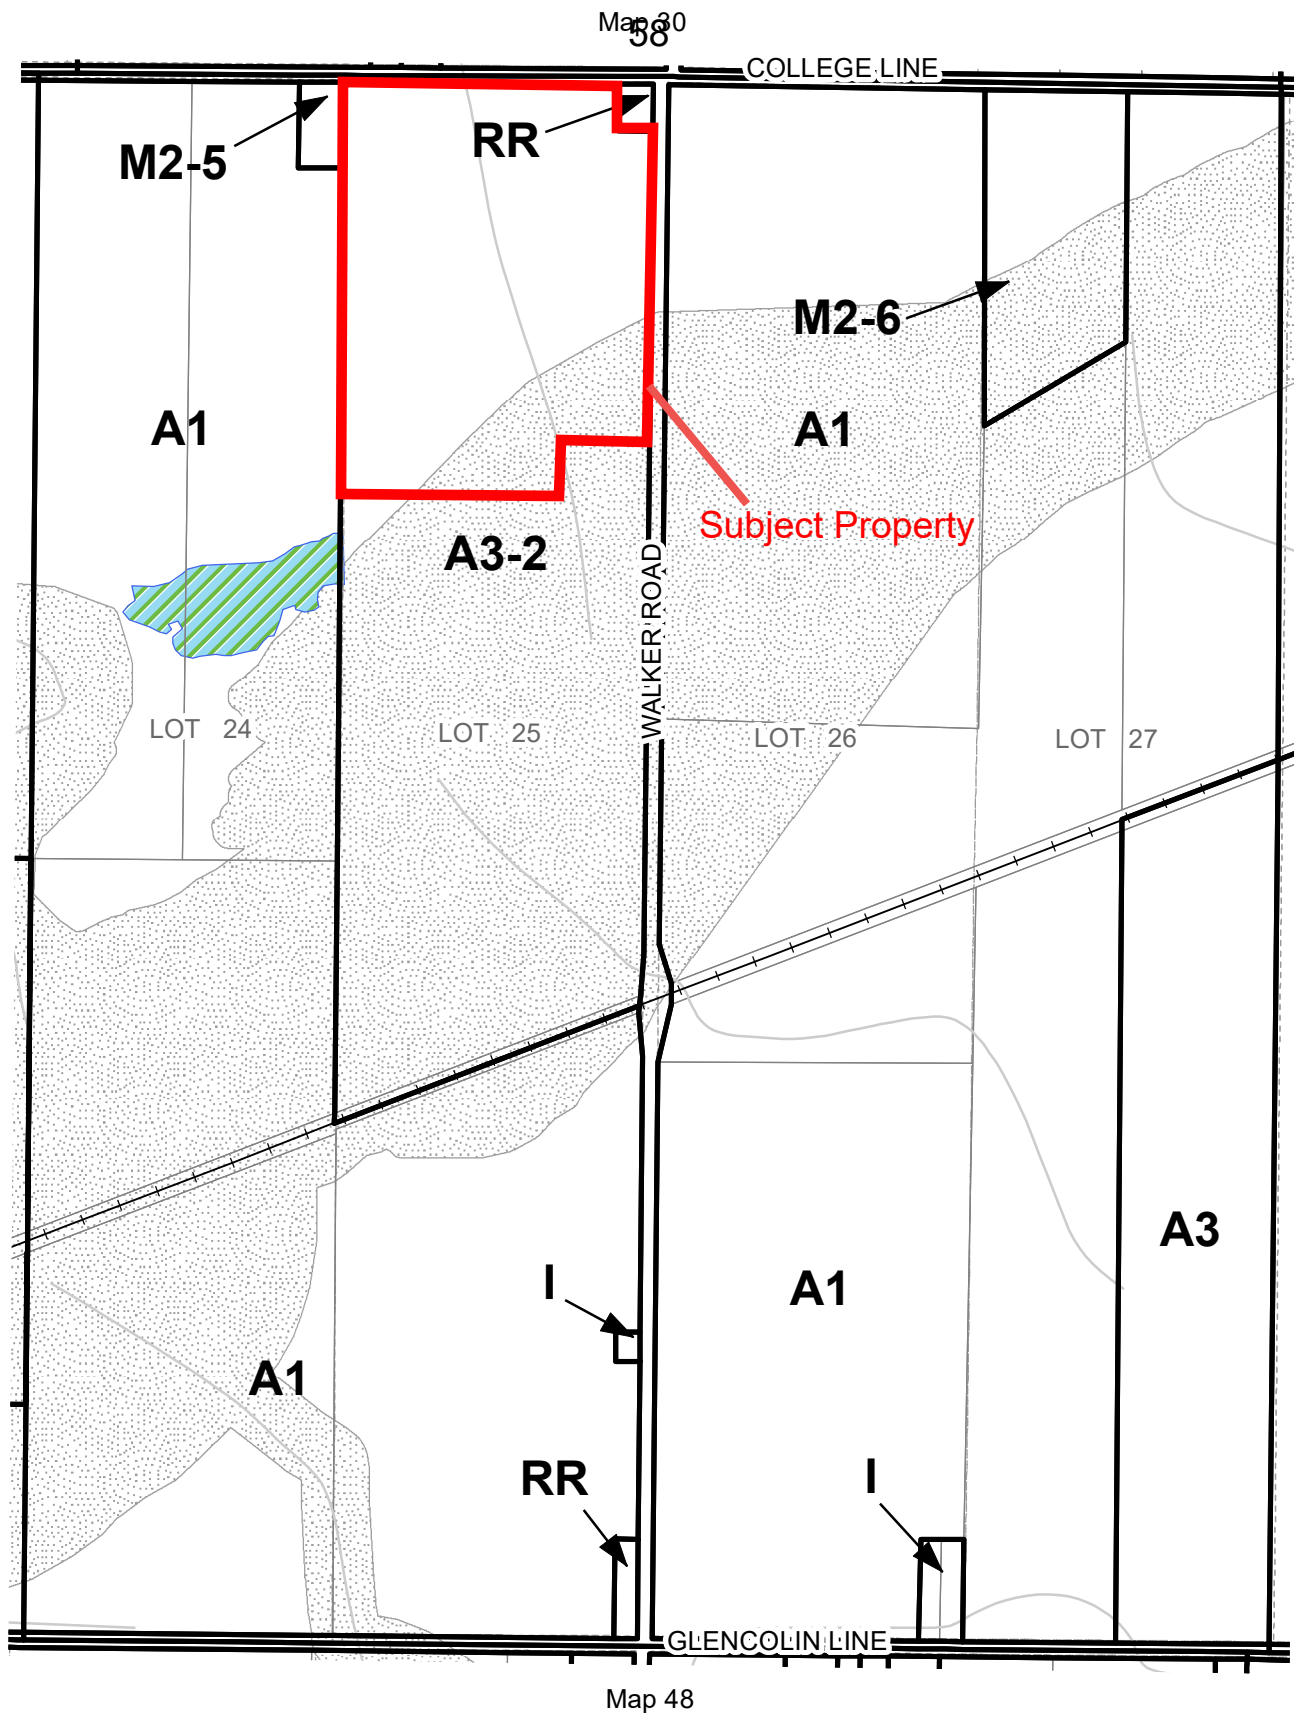 Map 30
58
COLLEGE LINE
RR
M2-5
M2-6
A1
A1
Subject Property
A3-2
WALKER ROAD
LOT 24
LOT 25
LOT 26
LOT 27
A3
I
A1
A1
RR
I
GLENCOLIN LINE
Map 48